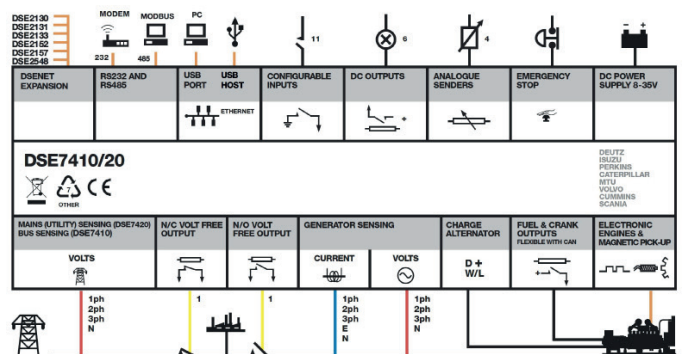 DSE2130
DSE2131
DSE2133
DSE2152
DSE2157
DSE2548
MODEM
MODBUS
PC
232
485
11
6
4
- +
DSENET
EXPANSION
RS232 AND
RS485
USB
PORT
USB
HOST
ETHERNET
CONFIGURABLE
INPUTS
DC OUTPUTS
+
ANALOGUE
SENDERS
EMERGENCY
STOP
DC POWER
SUPPLY 8-35V
DSE7410/20
7
OTHER
CE
DEUTZ
ISUZU
PERKINS
CATERPILLAR
MTU
VOLVO
CUMMINS
SCANIA
MAINS (UTILITY) SENSING (DSE7420)
BUS SENSING (DSE7410)
VOLTS
N/C VOLT FREE
OUTPUT
N/O VOLT
FREE OUTPUT
GENERATOR SENSING
CURRENT
VOLTS
CHARGE
ALTERNATOR
D +
W/L
FUEL & CRANK
OUTPUTS
FLEXIBLE WITH CAN
+
ELECTRONIC
ENGINES &
MAGNETIC PICK-UP
1ph
2ph
3ph
N
1
1
1ph
2ph
3ph
E
N
1ph
2ph
3ph
N